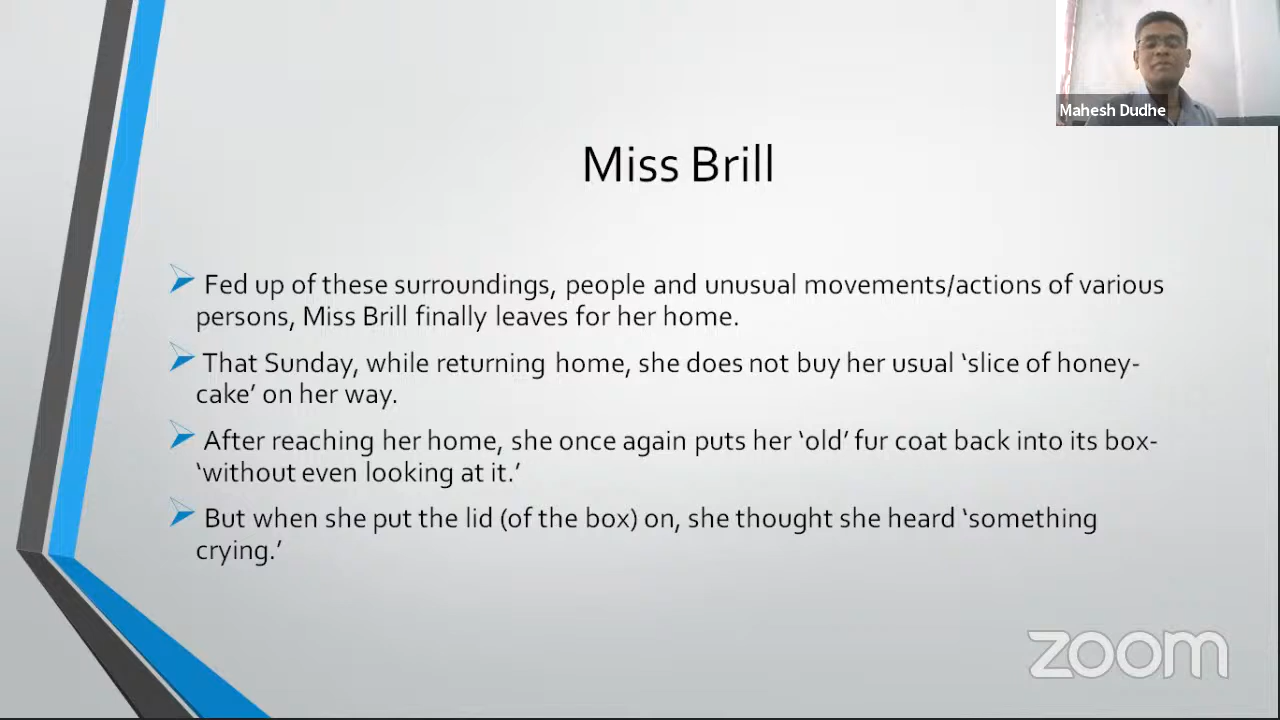 Mahesh Dudhe
Miss Brill
Fed up of these surroundings, people and unusual movements/actions of various
persons, Miss Brill finally leaves for her home.
That Sunday, while returning home, she does not buy her usual ‘slice of honey-
cake’ on her way.
After reaching her home, she once again puts her ‘old’ fur coat back into its box-
‘without even looking at it.’
But when she put the lid (of the box) on, she thought she heard ‘something
crying.’
zoom